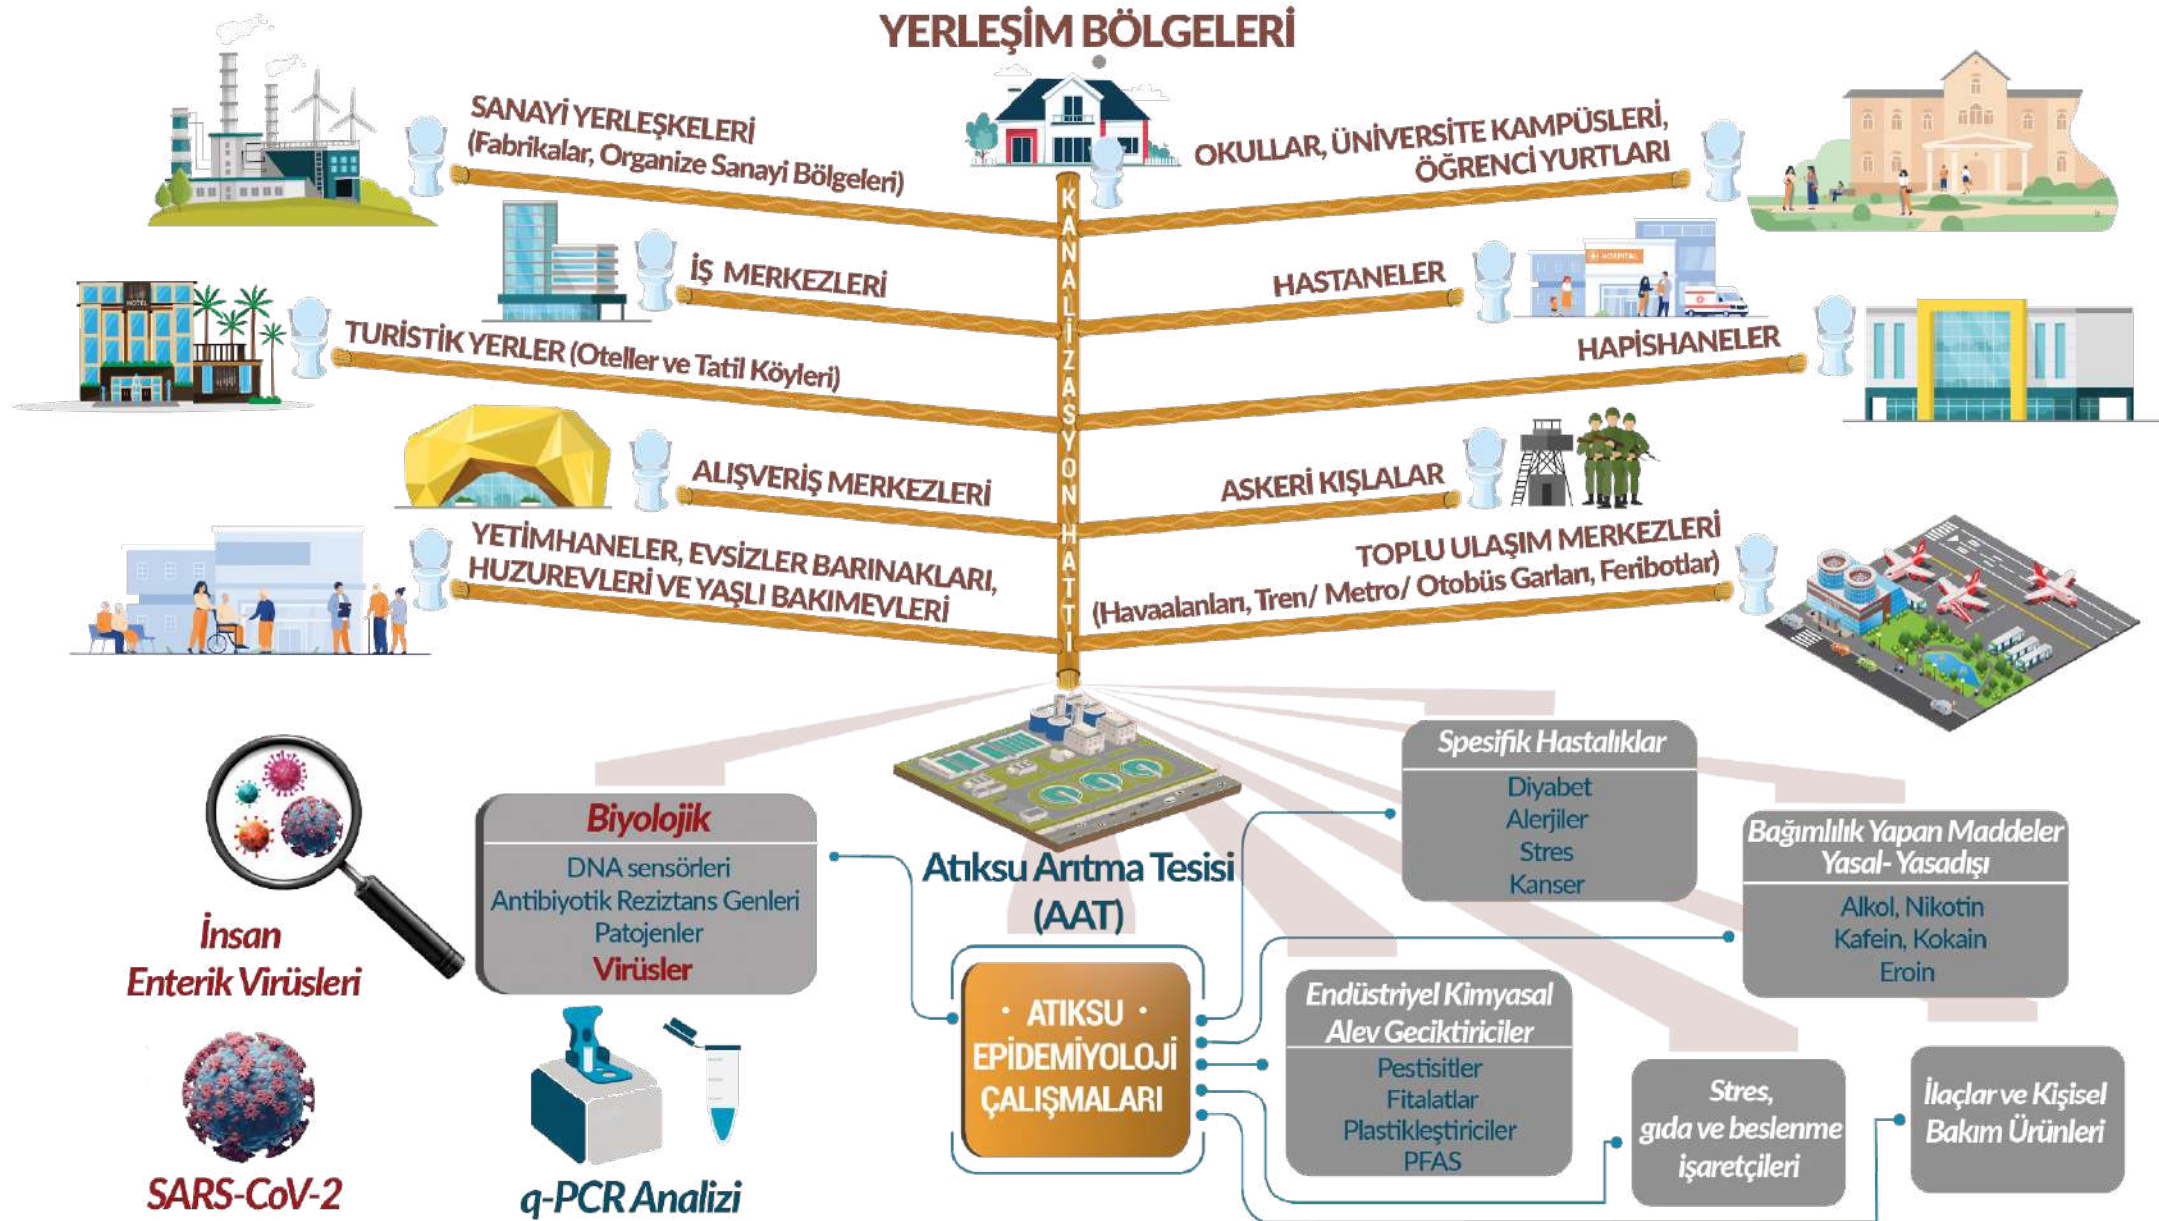 YERLEŞİM BÖLGELERİ
SANAYİ YERLEŞKELERİ
(Fabrikalar, Organize Sanayi Bölgeleri)
OKULLAR, ÜNİVERSİTE KAMPÜSLERİ,
ÖĞRENCİ YURTLARI
İŞ MERKEZLERİ
HASTANELER
HOSPITAL
HOTEL
TURİSTİK YERLER (Oteller ve Tatil Köyleri)
HAPİSHANELER
ALIŞVERİŞ MERKEZLERİ
ASKERİ KIŞLALAR
YETİMHANELER, EVSİZLER BARINAKLARI,
HUZUREVLERİ VE YAŞLI BAKIMEVLERİ
TOPLU ULAŞIM MERKEZLERİ
(Havaalanları, Tren/ Metro/ Otobüs Garları, Feribotlar)
KANALİZASYON HATTI
Atıksu Arıtma Tesisi
(AAT)
İnsan
Enterik Virüsleri
SARS-CoV-2
Biyolojik
DNA sensörleri
Antibiyotik Reziztans Genleri
Patojenler
Virüsler
q-PCR Analizi
· ATIKSU ·
EPİDEMİYOLOJİ
ÇALIŞMALARI
Spesifik Hastalıklar
Diyabet
Alerjiler
Stres
Kanser
Bağımlılık Yapan Maddeler
Yasal- Yasadışı
Alkol, Nikotin
Kafein, Kokain
Eroin
Endüstriyel Kimyasal
Alev Geciktiriciler
Pestisitler
Fitalatlar
Plastikleştiriciler
PFAS
Stres,
gıda ve beslenme
işaretçileri
İlaçlar ve Kişisel
Bakım Ürünleri